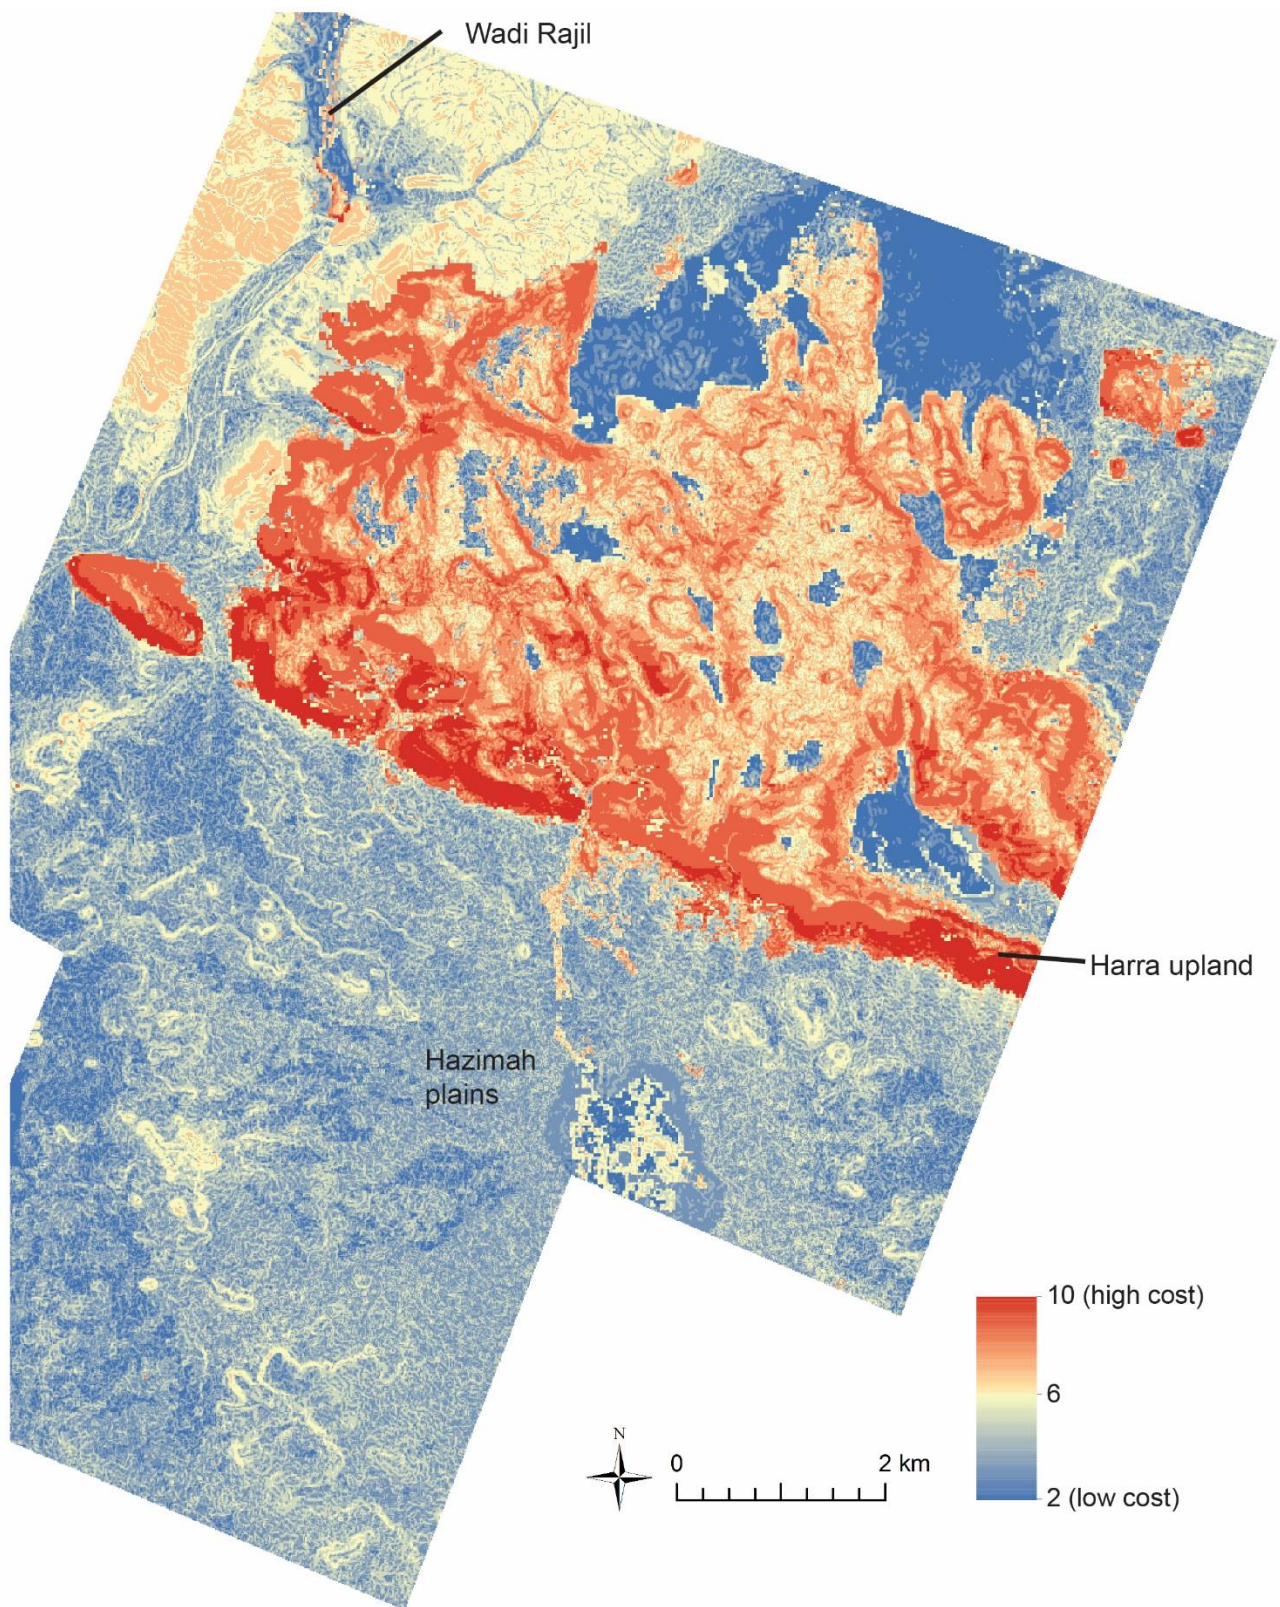 Wadi Rajil
Harra upland
Hazimah
plains
10 (high cost)
6
2 (low cost)
N
0
2 km